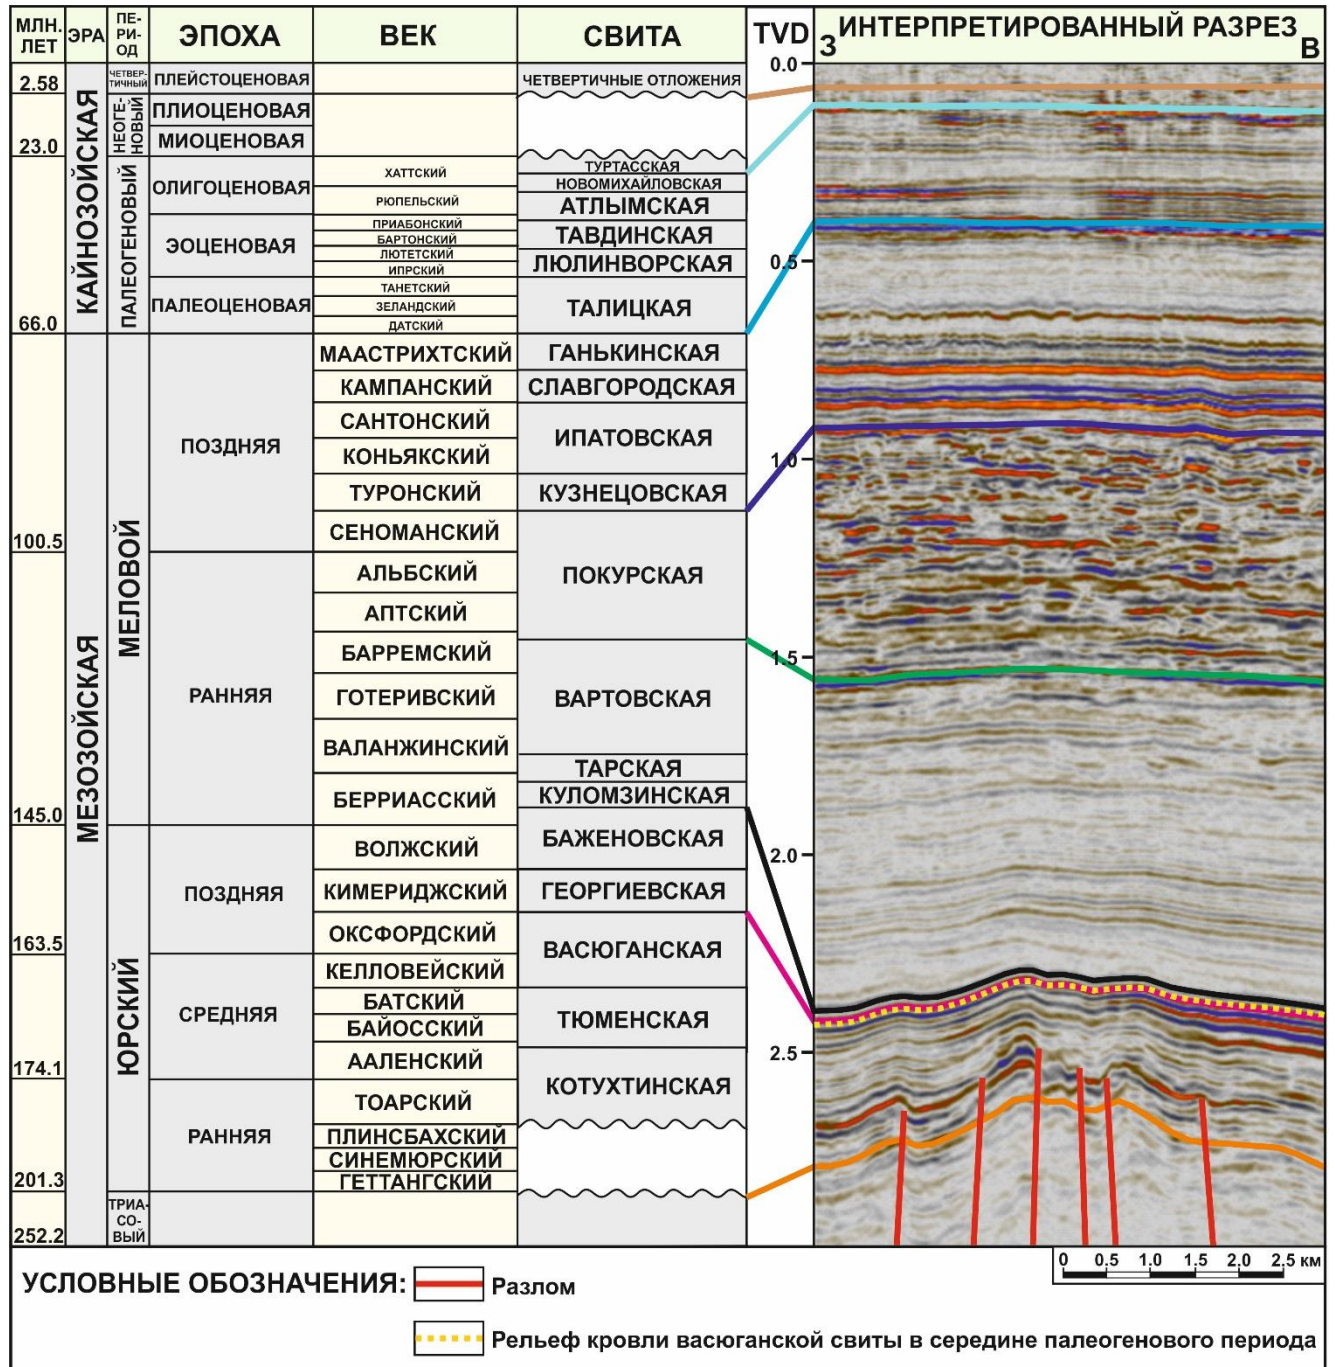 МЛН. ЛЕТ
ЭРА
ПЕ-
РИ-
ОД
ЭПОХА
ВЕК
СВИТА
TVD
ИНТЕРПРЕТИРОВАННЫЙ РАЗРЕЗ
З
В
2.58
23.0
66.0
100.5
145.0
163.5
174.1
201.3
252.2
КАЙНОЗОЙСКАЯ
МЕЗОЗОЙСКАЯ
ЧЕТВЕР-
ТИЧНЫЙ
НЕОГЕ-
НОВЫЙ
ПАЛЕОГЕНОВЫЙ
МЕЛОВОЙ
ЮРСКИЙ
ТРИА-
СО-
ВЫЙ
ПЛЕЙСТОЦЕНОВАЯ
ПЛИОЦЕНОВАЯ
МИОЦЕНОВАЯ
ОЛИГОЦЕНОВАЯ
ЭОЦЕНОВАЯ
ПАЛЕОЦЕНОВАЯ
ПОЗДНЯЯ
РАННЯЯ
ПОЗДНЯЯ
СРЕДНЯЯ
РАННЯЯ
ХАТТСКИЙ
РЮПЕЛЬСКИЙ
ПРИАБОНСКИЙ
БАРТОНСКИЙ
ЛЮТЕТСКИЙ
ИПРСКИЙ
ТАНЕТСКИЙ
ЗЕЛАНДСКИЙ
ДАТСКИЙ
МААСТРИХТСКИЙ
КАМПАНСКИЙ
САНТОНСКИЙ
КОНЬЯКСКИЙ
ТУРОНСКИЙ
СЕНОМАНСКИЙ
АЛЬБСКИЙ
АПТСКИЙ
БАРРЕМСКИЙ
ГОТЕРИВСКИЙ
ВАЛАНЖИНСКИЙ
БЕРРИАССКИЙ
ВОЛЖСКИЙ
КИМЕРИДЖСКИЙ
ОКСФОРДСКИЙ
КЕЛЛОВЕЙСКИЙ
БАТСКИЙ
БАЙОССКИЙ
ААЛЕНСКИЙ
ТОАРСКИЙ
ПЛИНСБАХСКИЙ
СИНЕМЮРСКИЙ
ГЕТТАНГСКИЙ
ЧЕТВЕРТИЧНЫЕ ОТЛОЖЕНИЯ
ТУРТАССКАЯ
НОВОМИХАЙЛОВСКАЯ
АТЛЫМСКАЯ
ТАВДИНСКАЯ
ЛЮЛИНВОРСКАЯ
ТАЛИЦКАЯ
ГАНЬКИНСКАЯ
СЛАВГОРОДСКАЯ
ИПАТОВСКАЯ
КУЗНЕЦОВСКАЯ
ПОКУРСКАЯ
ВАРТОВСКАЯ
ТАРСКАЯ
КУЛОМЗИНСКАЯ
БАЖЕНОВСКАЯ
ГЕОРГИЕВСКАЯ
ВАСЮГАНСКАЯ
ТЮМЕНСКАЯ
КОТУХТИНСКАЯ
0.0
0.5
1.0
1.5
2.0
2.5
0 0.5 1.0 1.5 2.0 2.5 км
УСЛОВНЫЕ ОБОЗНАЧЕНИЯ:
Разлом
Рельеф кровли васюганской свиты в середине палеогенового периода